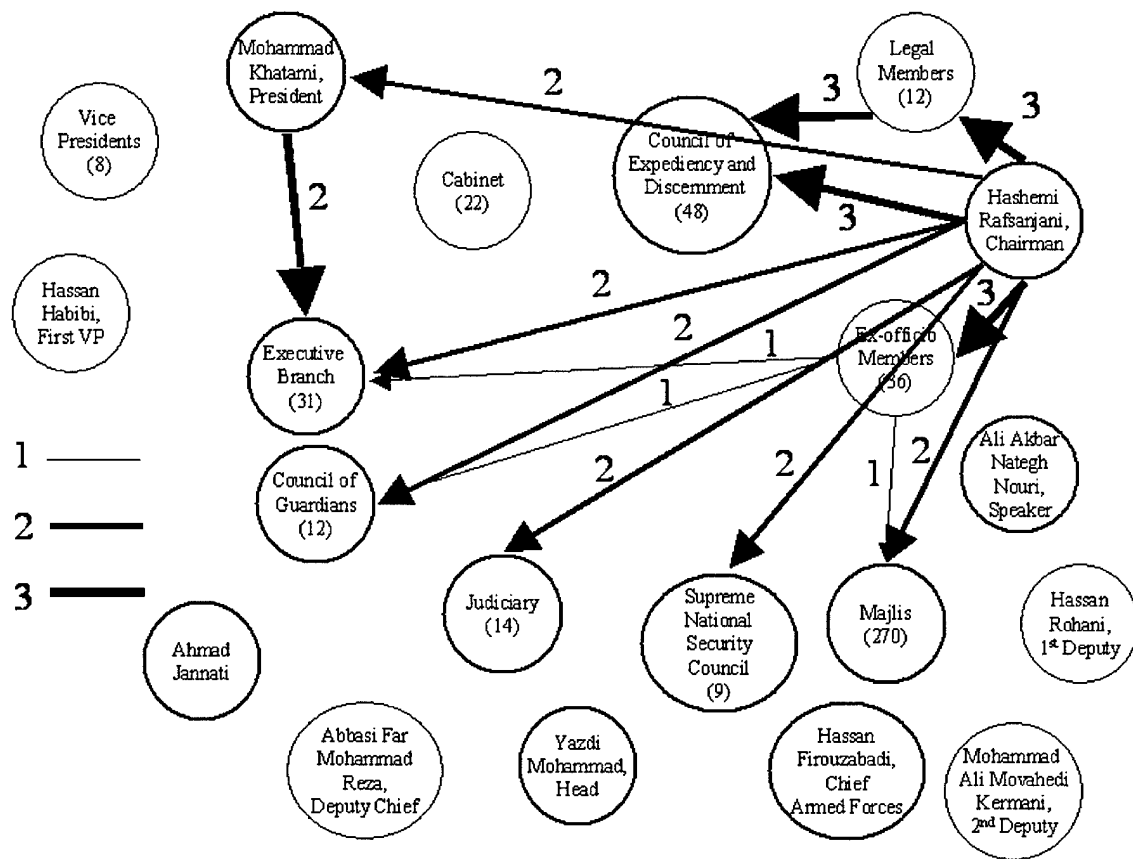 Mohammad
Khatami,
President
2
3
Legal
Members
(12)
3
Vice
Presidents
(8)
Cabinet
(22)
Council of
Expediency and
Discernment
(48)
Hashemi
Rafsanjani,
Chairman
2
3
Hassan
Habibi,
First VP
2
3
2
1
Executive
Branch
(31)
Ex-officio
Members
(36)
1
1
Council of
Guardians
(12)
2
2
1
2
Ali Akbar
Nategh
Nouri,
Speaker
2
3
Judiciary
(14)
Supreme
National
Security
Council
(9)
Majlis
(270)
Hassan
Rohani,
1st Deputy
Ahmad
Jannati
Abbasi Far
Mohammad
Reza,
Deputy Chief
Yazdi
Mohammad,
Head
Hassan
Firouzabadi,
Chief
Armed Forces
Mohammad
Ali Movahedi
Kermani,
2nd Deputy